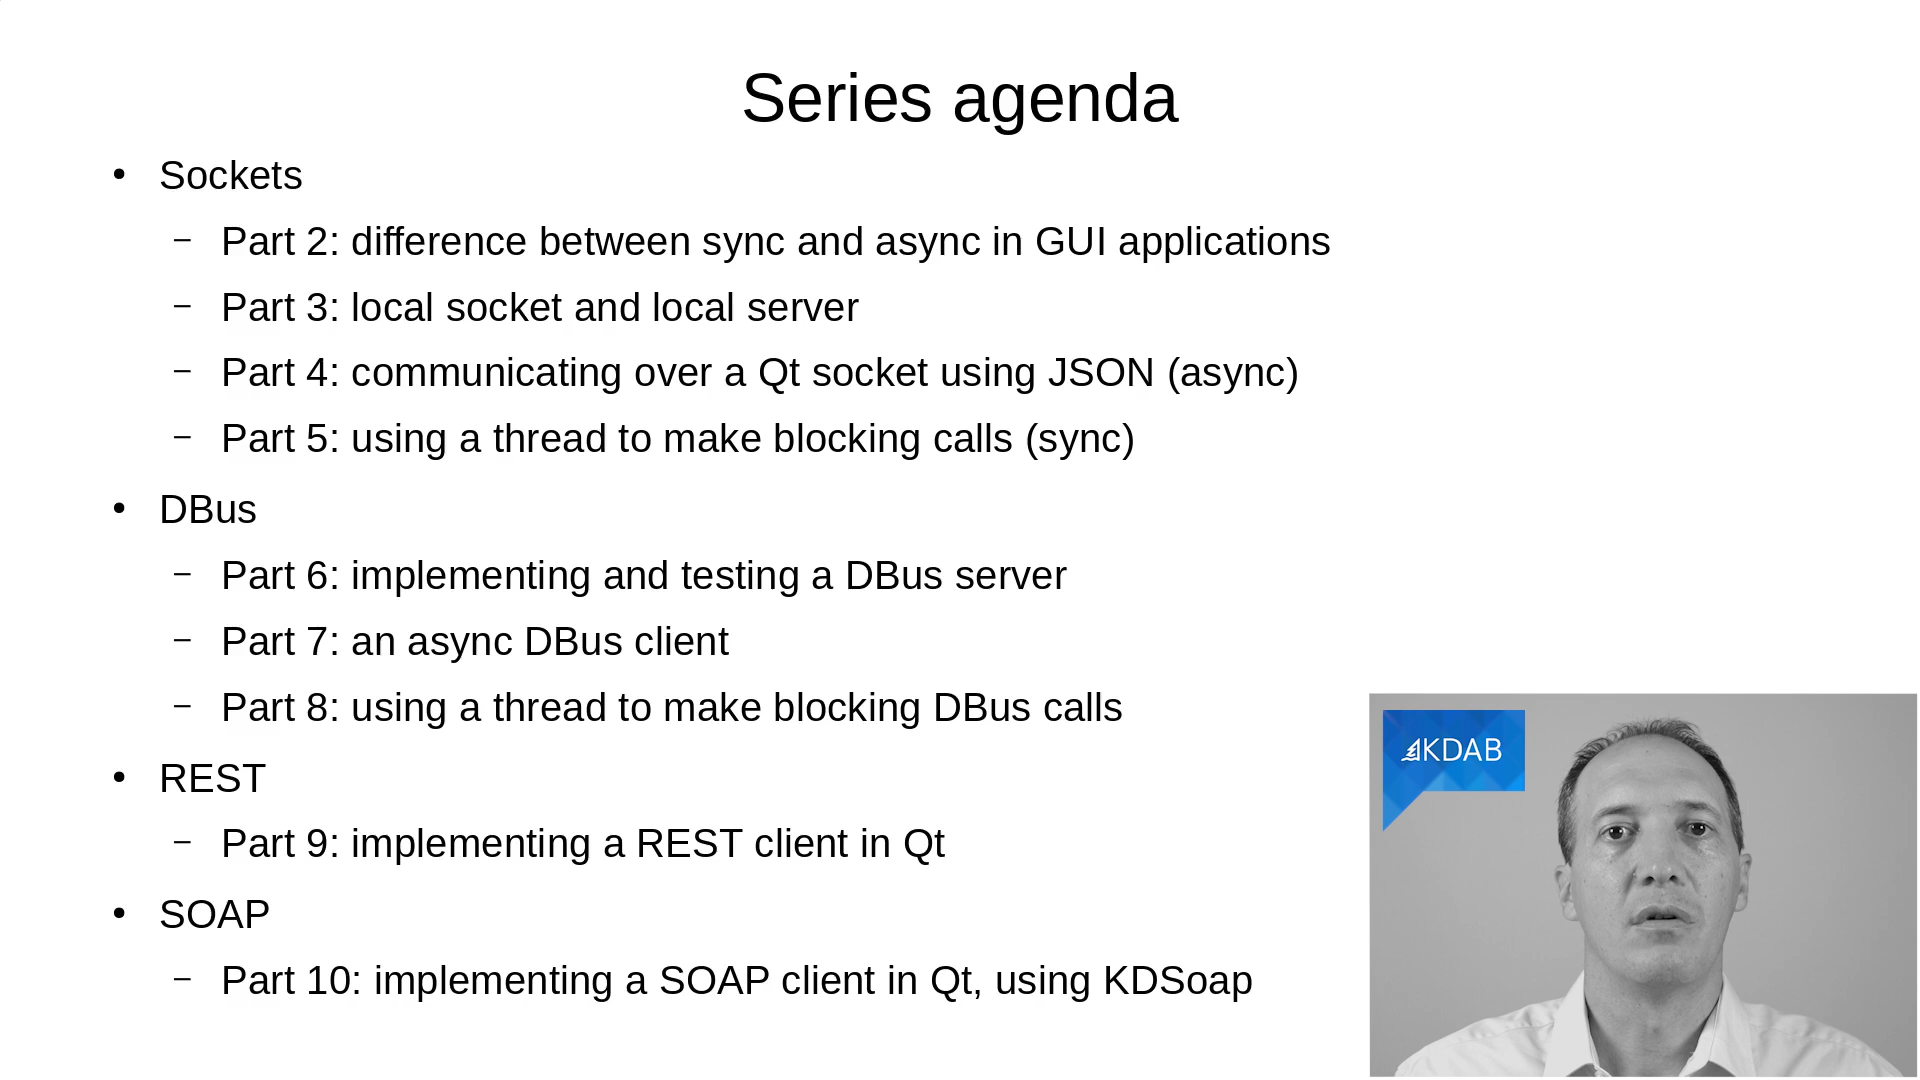 Series agenda
• Sockets
– Part 2: difference between sync and async in GUI applications
– Part 3: local socket and local server
– Part 4: communicating over a Qt socket using JSON (async)
– Part 5: using a thread to make blocking calls (sync)
• DBus
– Part 6: implementing and testing a DBus server
– Part 7: an async DBus client
– Part 8: using a thread to make blocking DBus calls
• REST
– Part 9: implementing a REST client in Qt
• SOAP
– Part 10: implementing a SOAP client in Qt, using KDSoap
KDAB